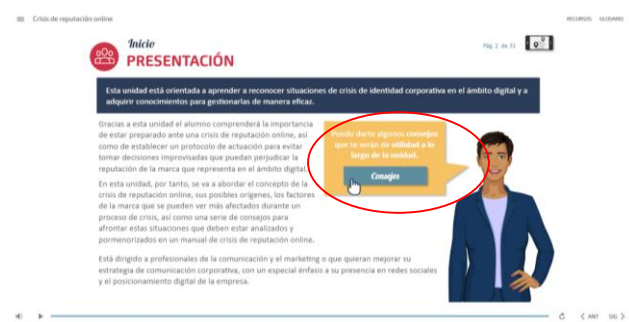 Crisis de reputación online
RECURSOS GLOSARIO
Inicio
PRESENTACIÓN
Pág. 2 de 31
Esta unidad está orientada a aprender a reconocer situaciones de crisis de identidad corporativa en el ámbito digital y a
adquirir conocimientos para gestionarlas de manera eficaz.
Gracias a esta unidad el alumno comprenderá la importancia
de estar preparado ante una crisis de reputación online, así
como de establecer un protocolo de actuación para evitar
tomar decisiones improvisadas que puedan perjudicar la
reputación de la marca que representa en el ámbito digital.
En esta unidad, por tanto, se va a abordar el concepto de la
crisis de reputación online, sus posibles orígenes, los factores
de la marca que se pueden ver más afectados durante un
proceso de crisis, así como una serie de consejos para
afrontar estas situaciones que deben estar analizados y
pormenorizados en un manual de crisis de reputación online.
Puedo darte algunos consejos
que te serán de utilidad a lo
largo de la unidad.
Consejos
Está dirigido a profesionales de la comunicación y el marketing o que quieran mejorar su
estrategia de comunicación corporativa, con un especial énfasis a su presencia en redes sociales
y el posicionamiento digital de la empresa.
ANT SIG